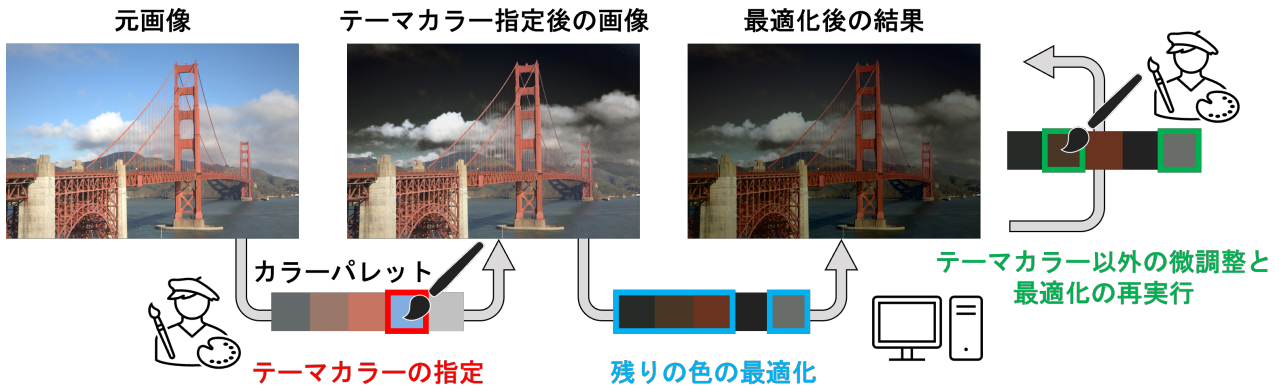 元画像
テーマカラー指定後の画像
最適化後の結果
カラーパレット
テーマカラーの指定
残りの色の最適化
テーマカラー以外の微調整と
最適化の再実行